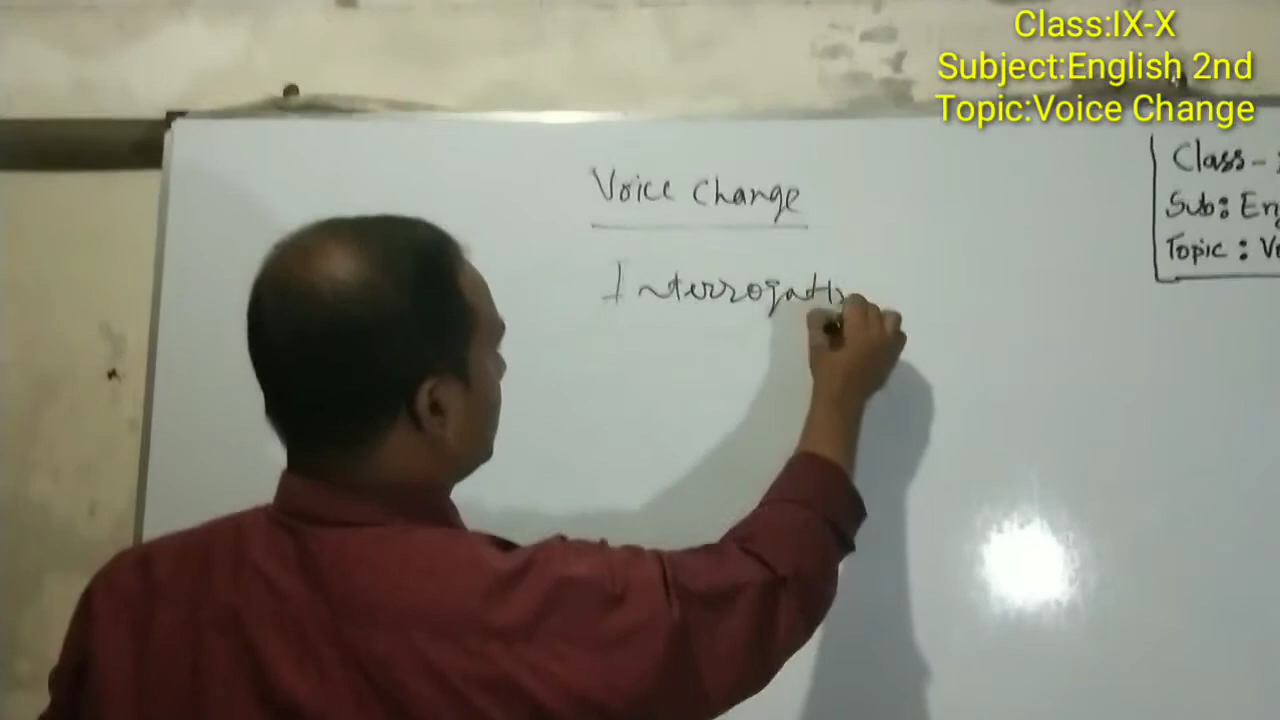 Class:IX-X
Subject:English 2nd
Topic:Voice Change
Voice Change
Interrogati
Class-
Sub: En
Topic : V